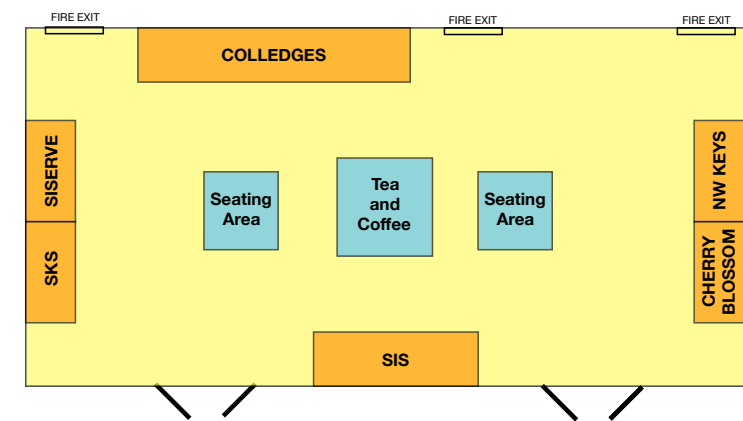 FIRE EXIT
FIRE EXIT
FIRE EXIT
COLLEDGES
SISERVE
SKS
Seating
Area
Tea
and
Coffee
Seating
Area
NW KEYS
CHERRY
BLOSSOM
SIS